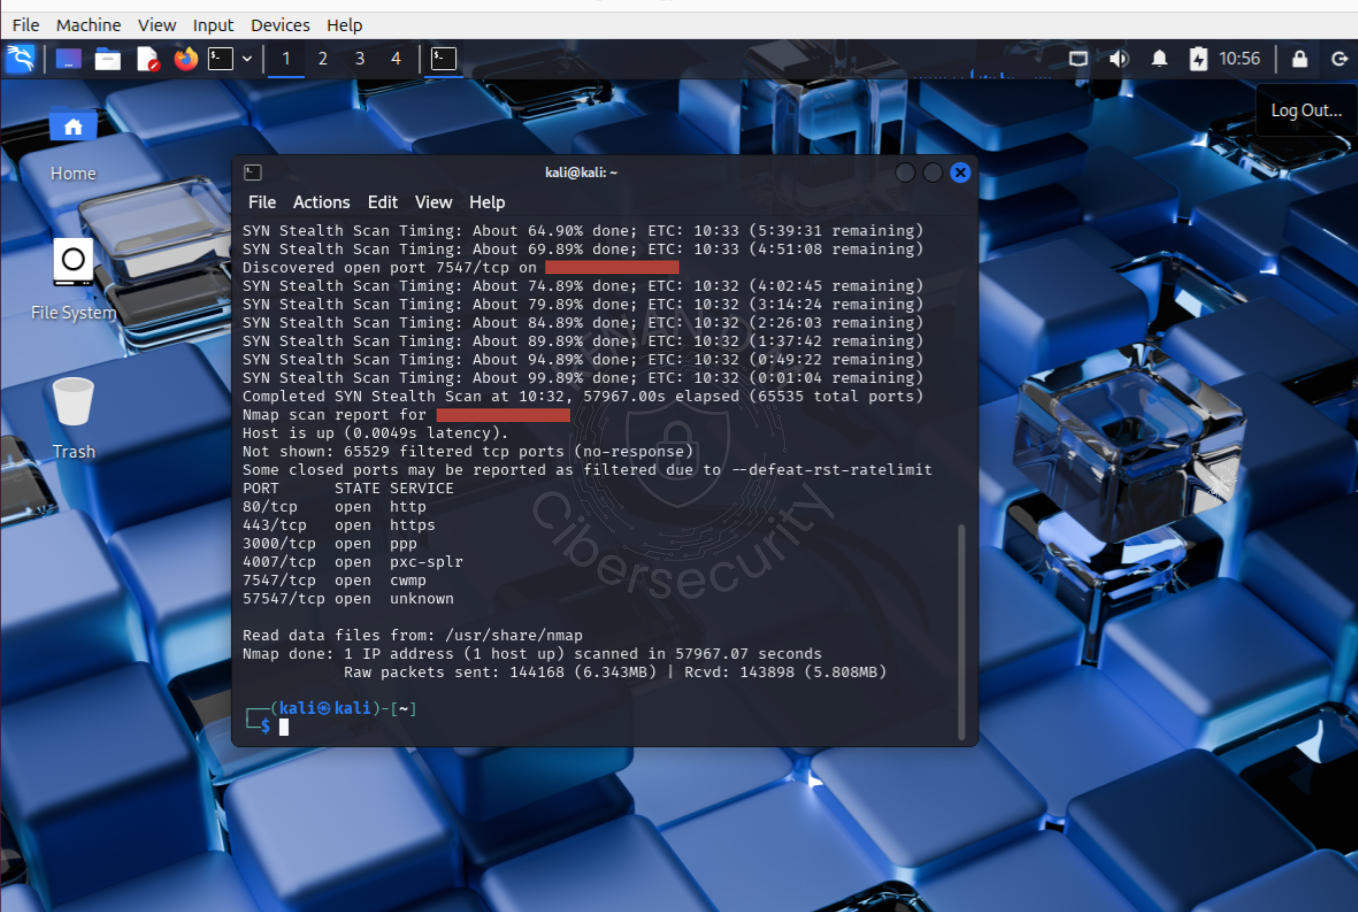 File Machine View Input Devices Help
1 2 3 4 10:56
Log Out...
Home
File System
Trash
kali@kali: ~
File Actions Edit View Help
SYN Stealth Scan Timing: About 64.90% done; ETC: 10:33 (5:39:31 remaining)
SYN Stealth Scan Timing: About 69.89% done; ETC: 10:33 (4:51:08 remaining)
Discovered open port 7547/tcp on
SYN Stealth Scan Timing: About 74.89% done; ETC: 10:32 (4:02:45 remaining)
SYN Stealth Scan Timing: About 79.89% done; ETC: 10:32 (3:14:24 remaining)
SYN Stealth Scan Timing: About 84.89% done; ETC: 10:32 (2:26:03 remaining)
SYN Stealth Scan Timing: About 89.89% done; ETC: 10:32 (1:37:42 remaining)
SYN Stealth Scan Timing: About 94.89% done; ETC: 10:32 (0:49:22 remaining)
SYN Stealth Scan Timing: About 99.89% done; ETC: 10:32 (0:01:04 remaining)
Completed SYN Stealth Scan at 10:32, 57967.00s elapsed (65535 total ports)
Nmap scan report for
Host is up (0.0049s latency).
Not shown: 65529 filtered tcp ports (no-response)
Some closed ports may be reported as filtered due to --defeat-rst-ratelimit
PORT STATE SERVICE
80/tcp open http
443/tcp open https
3000/tcp open ppp
4007/tcp open pxc-splr
7547/tcp open cwmp
57547/tcp open unknown
Read data files from: /usr/share/nmap
Nmap done: 1 IP address (1 host up) scanned in 57967.07 seconds
Raw packets sent: 144168 (6.343MB) | Rcvd: 143898 (5.808MB)
(kali㉿kali)-[~]
$
Cibersecurity